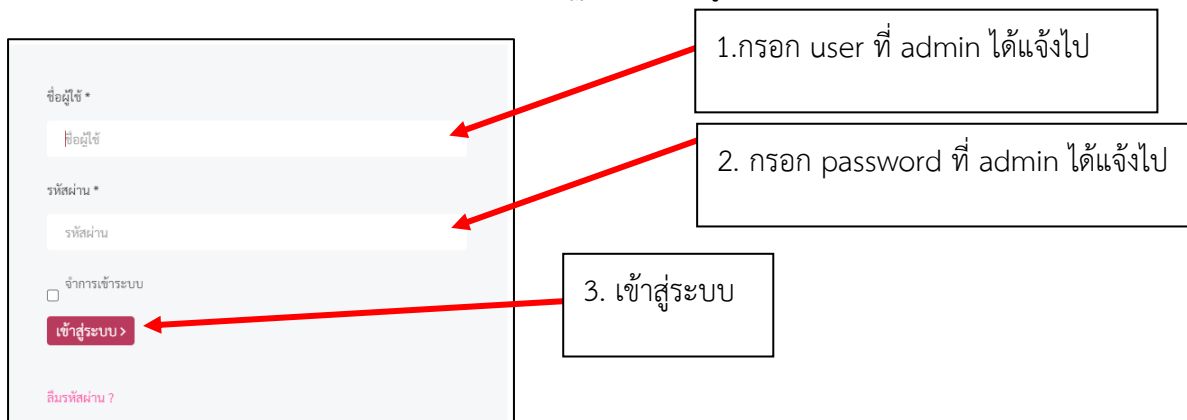 1.กรอก user ที่ admin ได้แจ้งไป
ชื่อผู้ใช้ *
ชื่อผู้ใช้
2. กรอก password ที่ admin ได้แจ้งไป
รหัสผ่าน *
รหัสผ่าน
จำการเข้าระบบ
3. เข้าสู่ระบบ
เข้าสู่ระบบ >
ลืมรหัสผ่าน ?